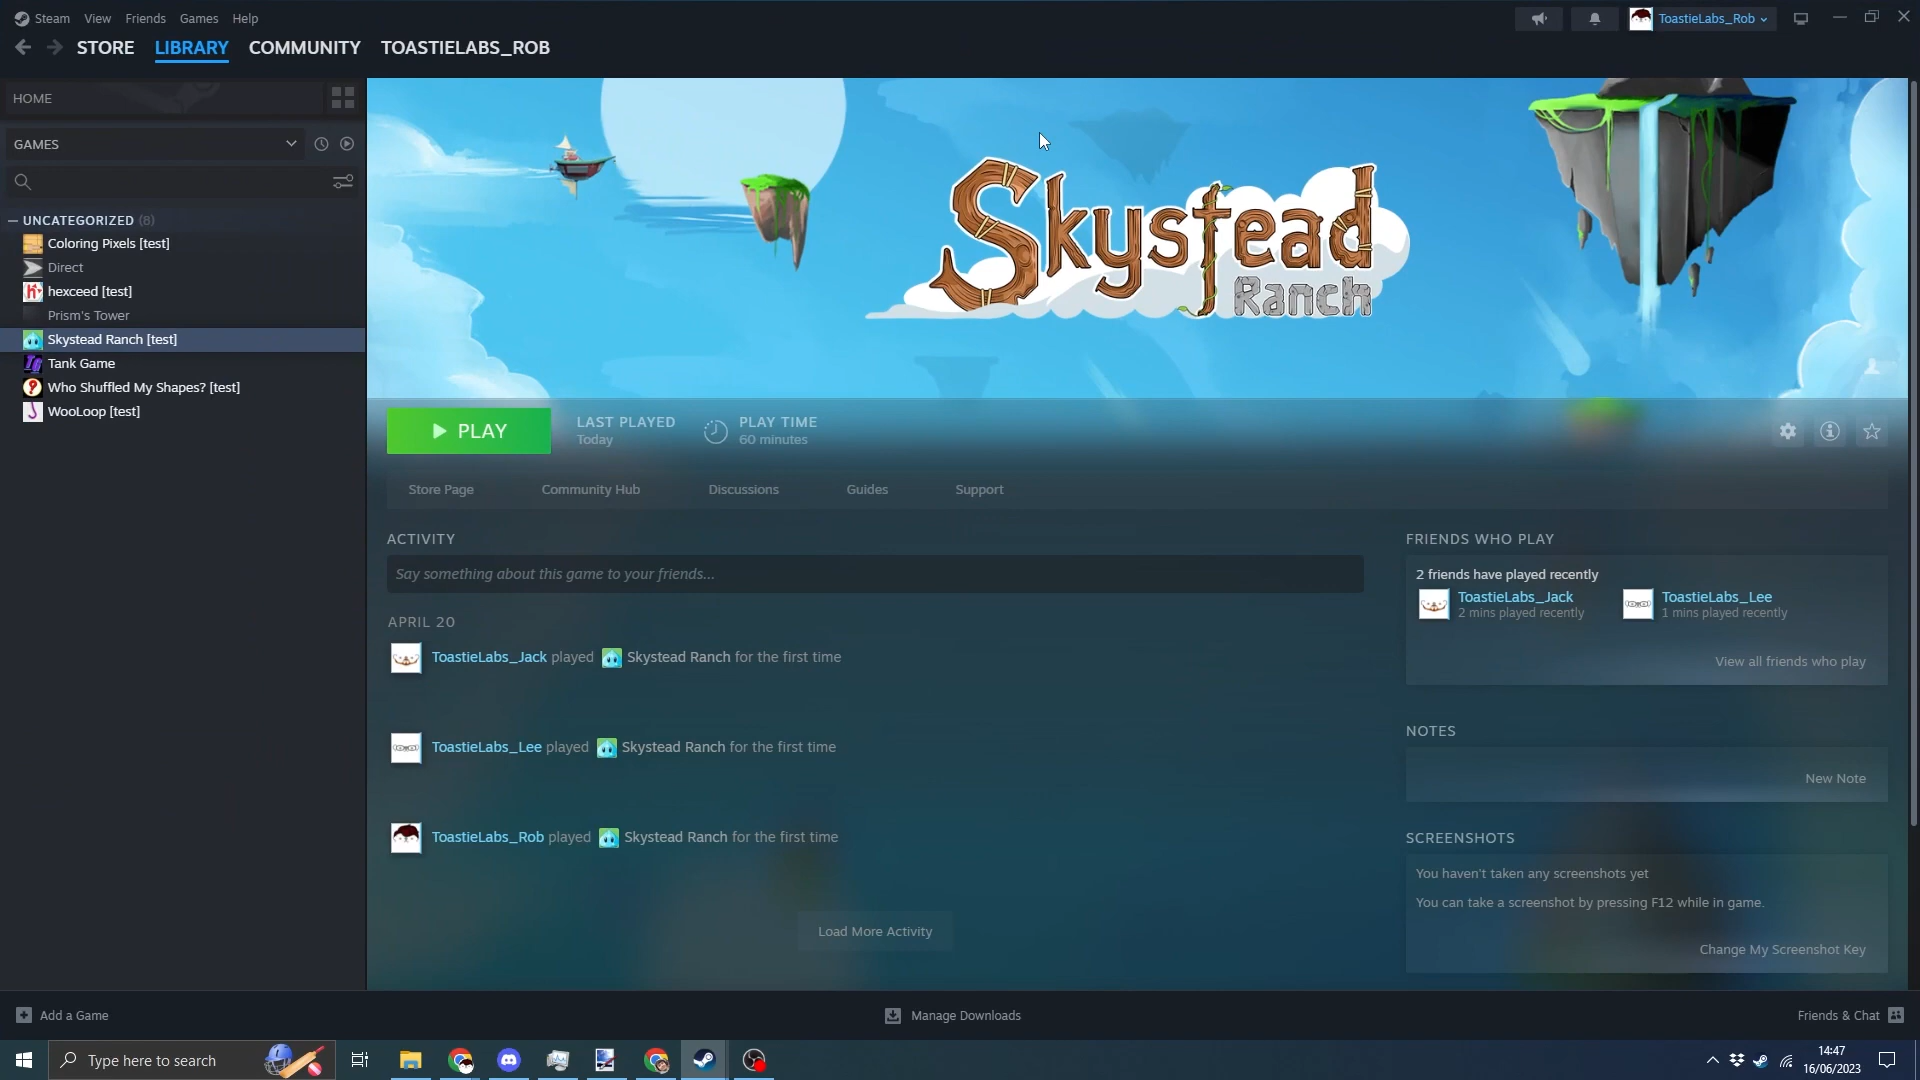 Steam View Friends Games Help
ToastieLabs_Rob
STORE LIBRARY COMMUNITY TOASTIELABS_ROB
HOME
GAMES
UNCATEGORIZED (8)
Coloring Pixels [test]
Direct
hexceed [test]
Prism's Tower
Skystead Ranch [test]
Tank Game
Who Shuffled My Shapes? [test]
WooLoop [test]
Skystead
Ranch
PLAY
LAST PLAYED
Today
PLAY TIME
60 minutes
Store Page Community Hub Discussions Guides Support
ACTIVITY
Say something about this game to your friends...
APRIL 20
ToastieLabs_Jack played Skystead Ranch for the first time
ToastieLabs_Lee played Skystead Ranch for the first time
ToastieLabs_Rob played Skystead Ranch for the first time
Load More Activity
FRIENDS WHO PLAY
2 friends have played recently
ToastieLabs_Jack
2 mins played recently
ToastieLabs_Lee
1 mins played recently
View all friends who play
NOTES
New Note
SCREENSHOTS
You haven't taken any screenshots yet
You can take a screenshot by pressing F12 while in game.
Change My Screenshot Key
Add a Game
Manage Downloads
Friends & Chat
Type here to search
14:47
16/06/2023